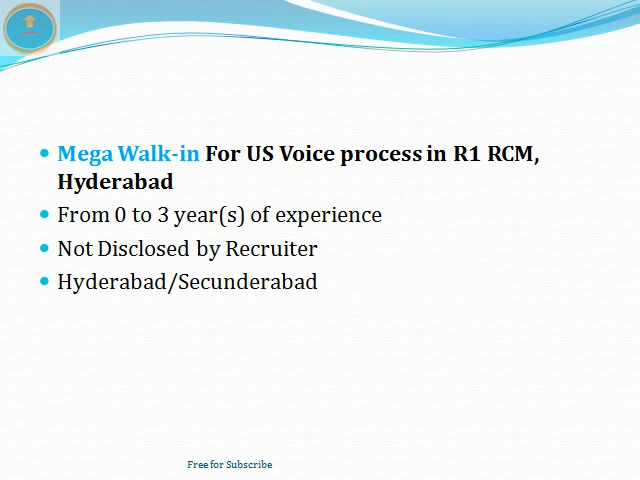 Mega Walk-in For US Voice process in R1 RCM,
Hyderabad
From 0 to 3 year(s) of experience
Not Disclosed by Recruiter
Hyderabad/Secunderabad
Free for Subscribe